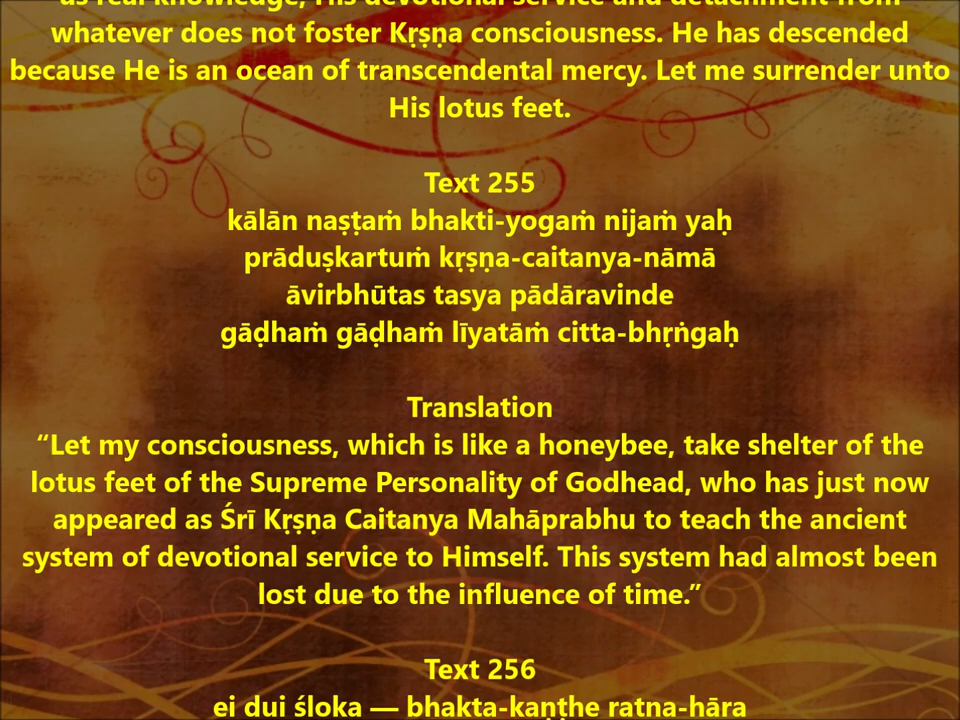 as real knowledge, His devotional service and detachment from
whatever does not foster Kṛṣṇa consciousness. He has descended
because He is an ocean of transcendental mercy. Let me surrender unto
His lotus feet.
Text 255
kālān naṣṭaṁ bhakti-yogaṁ nijaṁ yaḥ
prāduṣkartuṁ kṛṣṇa-caitanya-nāmā
āvirbhūtas tasya pādāravinde
gāḍhaṁ gāḍhaṁ līyatāṁ citta-bhṛṅgaḥ
Translation
“Let my consciousness, which is like a honeybee, take shelter of the
lotus feet of the Supreme Personality of Godhead, who has just now
appeared as Śrī Kṛṣṇa Caitanya Mahāprabhu to teach the ancient
system of devotional service to Himself. This system had almost been
lost due to the influence of time.”
Text 256
ei dui śloka — bhakta-kaṇṭhe ratna-hāra